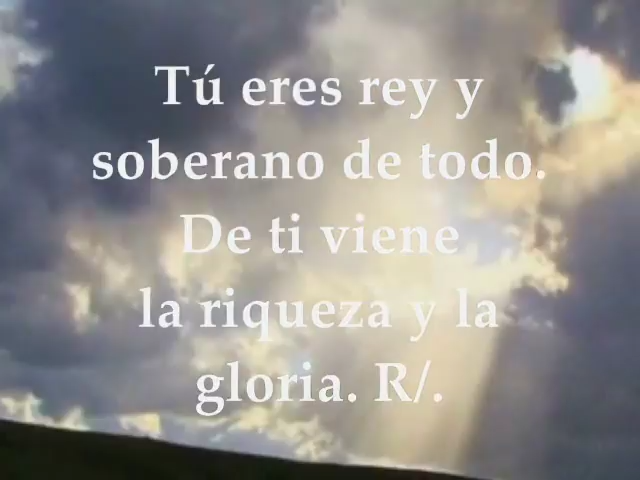 Tú eres rey y
soberano de todo.
De ti viene
la riqueza y la
gloria. R/.